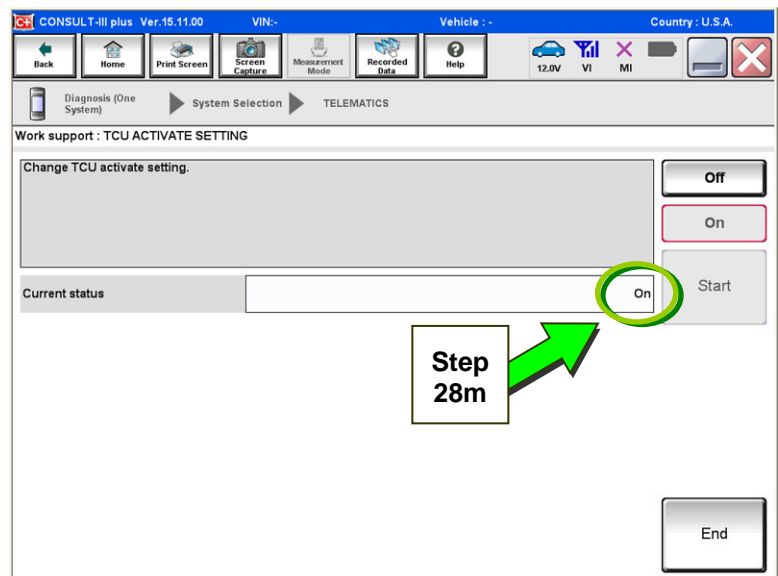 C+ CONSULT-III plus Ver.15.11.00 VIN:- Vehicle : - Country : U.S.A.
Back
Home
Print Screen
Screen
Capture
Measurement
Mode
Recorded
Data
Help
12.0V VI MI
Diagnosis (One
System)
System Selection
TELEMATICS
Work support : TCU ACTIVATE SETTING
Change TCU activate setting.
Off
On
Start
Current status
On
Step
28m
End